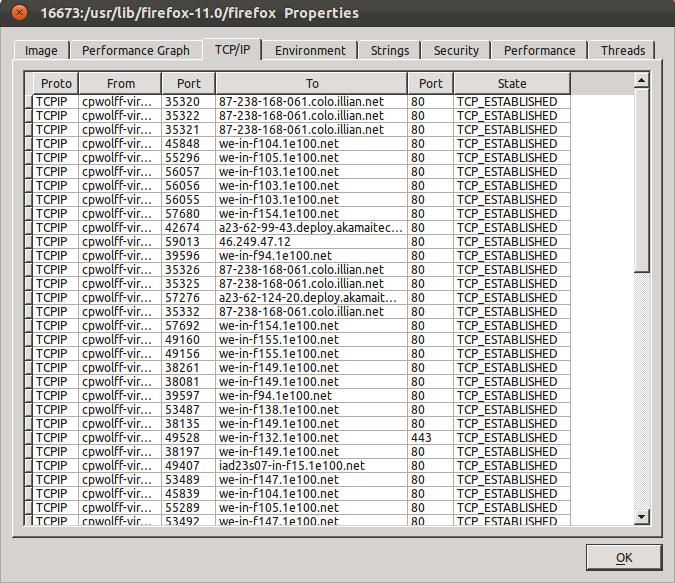 16673:/usr/lib/firefox-11.0/firefox Properties
Image Performance Graph TCP/IP Environment Strings Security Performance Threads
Proto From Port To Port State
TCPIP cpwolff-vir... 35320 87-238-168-061.colo.illian.net 80 TCP_ESTABLISHED
TCPIP cpwolff-vir... 35322 87-238-168-061.colo.illian.net 80 TCP_ESTABLISHED
TCPIP cpwolff-vir... 35321 87-238-168-061.colo.illian.net 80 TCP_ESTABLISHED
TCPIP cpwolff-vir... 45848 we-in-f104.1e100.net 80 TCP_ESTABLISHED
TCPIP cpwolff-vir... 55296 we-in-f105.1e100.net 80 TCP_ESTABLISHED
TCPIP cpwolff-vir... 56057 we-in-f103.1e100.net 80 TCP_ESTABLISHED
TCPIP cpwolff-vir... 56056 we-in-f103.1e100.net 80 TCP_ESTABLISHED
TCPIP cpwolff-vir... 56055 we-in-f103.1e100.net 80 TCP_ESTABLISHED
TCPIP cpwolff-vir... 57680 we-in-f154.1e100.net 80 TCP_ESTABLISHED
TCPIP cpwolff-vir... 42674 a23-62-99-43.deploy.akamaitec... 80 TCP_ESTABLISHED
TCPIP cpwolff-vir... 59013 46.249.47.12 80 TCP_ESTABLISHED
TCPIP cpwolff-vir... 39596 we-in-f94.1e100.net 80 TCP_ESTABLISHED
TCPIP cpwolff-vir... 35326 87-238-168-061.colo.illian.net 80 TCP_ESTABLISHED
TCPIP cpwolff-vir... 35325 87-238-168-061.colo.illian.net 80 TCP_ESTABLISHED
TCPIP cpwolff-vir... 57276 a23-62-124-20.deploy.akamait... 80 TCP_ESTABLISHED
TCPIP cpwolff-vir... 35332 87-238-168-061.colo.illian.net 80 TCP_ESTABLISHED
TCPIP cpwolff-vir... 57692 we-in-f154.1e100.net 80 TCP_ESTABLISHED
TCPIP cpwolff-vir... 49160 we-in-f155.1e100.net 80 TCP_ESTABLISHED
TCPIP cpwolff-vir... 49156 we-in-f155.1e100.net 80 TCP_ESTABLISHED
TCPIP cpwolff-vir... 38261 we-in-f149.1e100.net 80 TCP_ESTABLISHED
TCPIP cpwolff-vir... 38081 we-in-f149.1e100.net 80 TCP_ESTABLISHED
TCPIP cpwolff-vir... 39597 we-in-f94.1e100.net 80 TCP_ESTABLISHED
TCPIP cpwolff-vir... 53487 we-in-f138.1e100.net 80 TCP_ESTABLISHED
TCPIP cpwolff-vir... 38135 we-in-f149.1e100.net 80 TCP_ESTABLISHED
TCPIP cpwolff-vir... 49528 we-in-f132.1e100.net 443 TCP_ESTABLISHED
TCPIP cpwolff-vir... 38197 we-in-f149.1e100.net 80 TCP_ESTABLISHED
TCPIP cpwolff-vir... 49407 iad23s07-in-f15.1e100.net 80 TCP_ESTABLISHED
TCPIP cpwolff-vir... 53489 we-in-f147.1e100.net 80 TCP_ESTABLISHED
TCPIP cpwolff-vir... 45839 we-in-f104.1e100.net 80 TCP_ESTABLISHED
TCPIP cpwolff-vir... 55289 we-in-f105.1e100.net 80 TCP_ESTABLISHED
TCPIP cpwolff-vir... 53492 we-in-f147.1e100.net 80 TCP_ESTABLISHED
OK